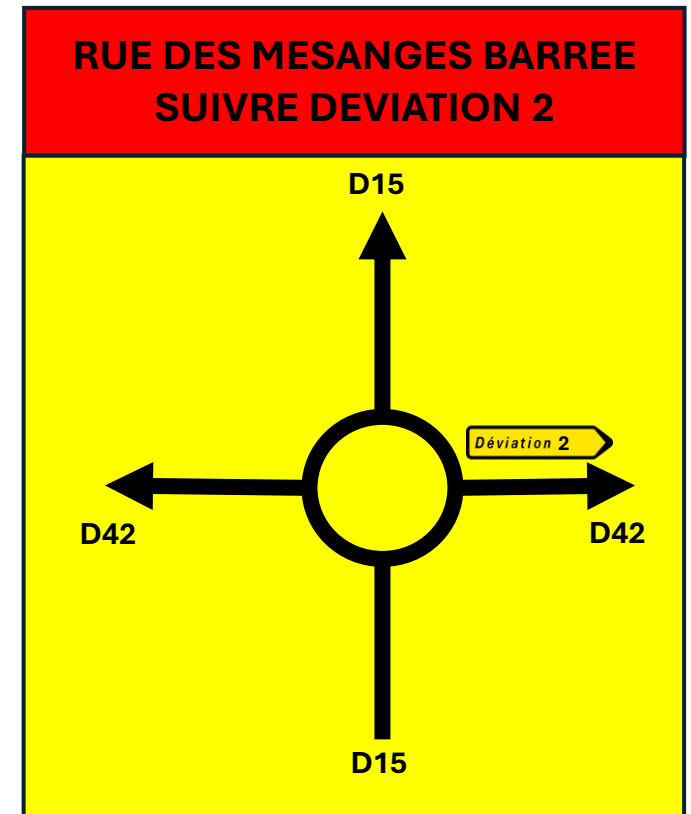 RUE DES MESANGES BARREE
SUIVRE DEVIATION 2
D15
Déviation 2
D42
D42
D15